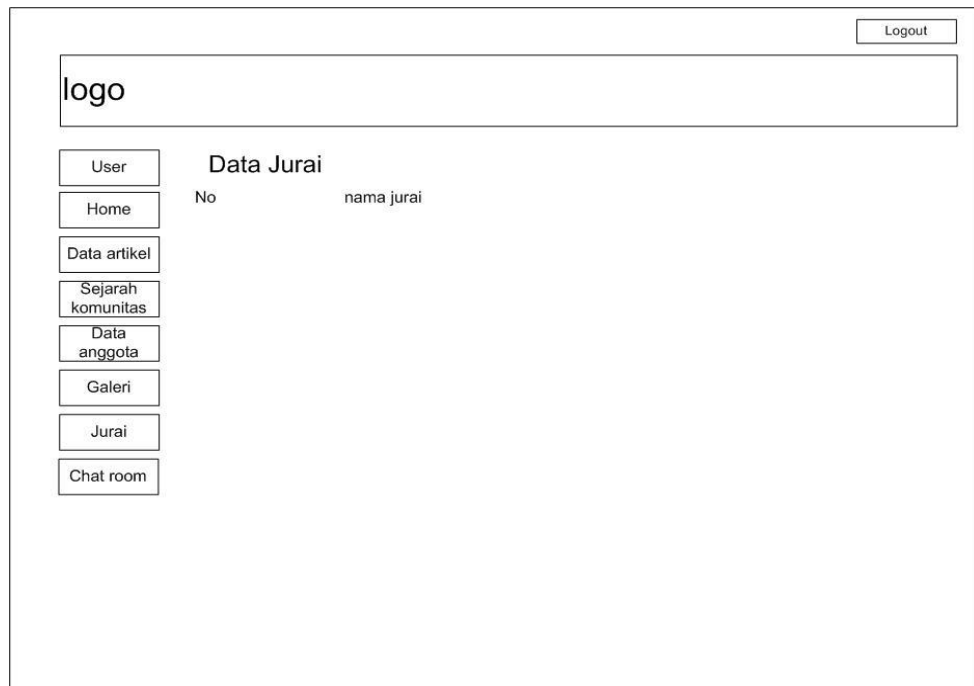 Logout
logo
User
Home
Data artikel
Sejarah
komunitas
Data
anggota
Galeri
Jurai
Chat room
Data Jurai
No nama jurai